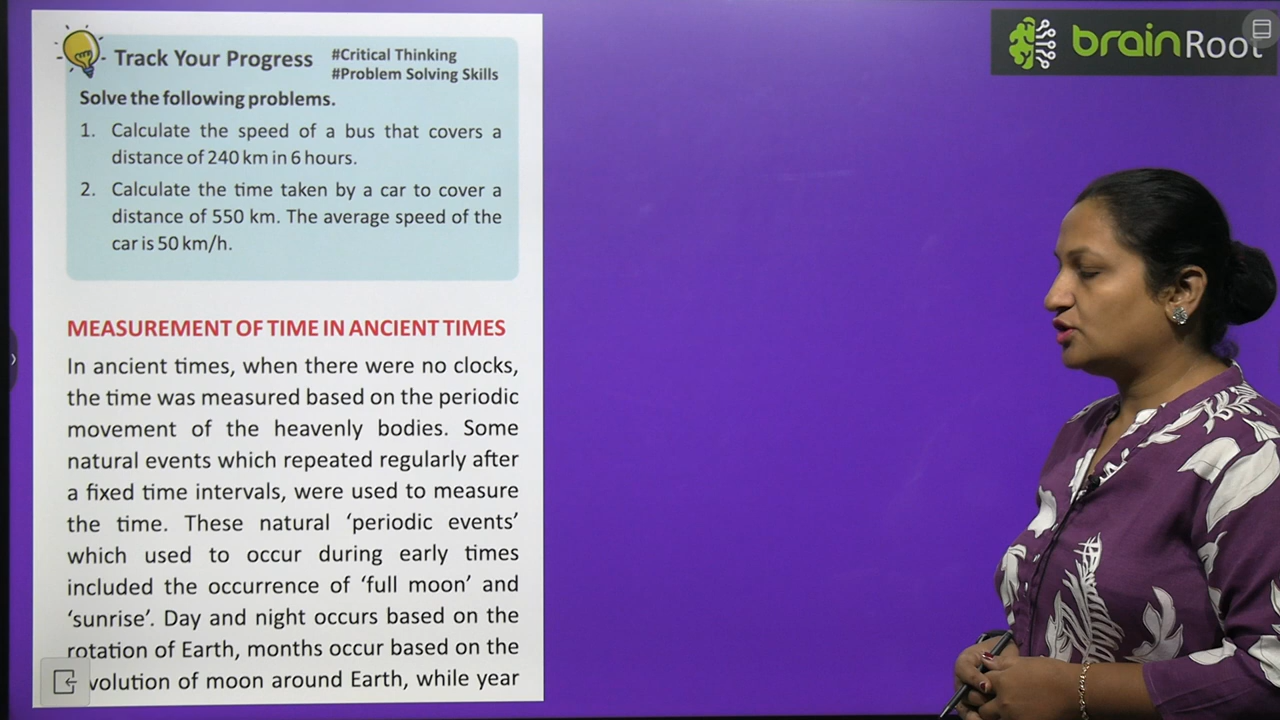 Track Your Progress #Critical Thinking
#Problem Solving Skills
Solve the following problems.
1. Calculate the speed of a bus that covers a
distance of 240 km in 6 hours.
2. Calculate the time taken by a car to cover a
distance of 550 km. The average speed of the
car is 50 km/h.
MEASUREMENT OF TIME IN ANCIENT TIMES
In ancient times, when there were no clocks,
the time was measured based on the periodic
movement of the heavenly bodies. Some
natural events which repeated regularly after
a fixed time intervals, were used to measure
the time. These natural ‘periodic events’
which used to occur during early times
included the occurrence of ‘full moon’ and
‘sunrise’. Day and night occurs based on the
rotation of Earth, months occur based on the
volution of moon around Earth, while year
brainRoot